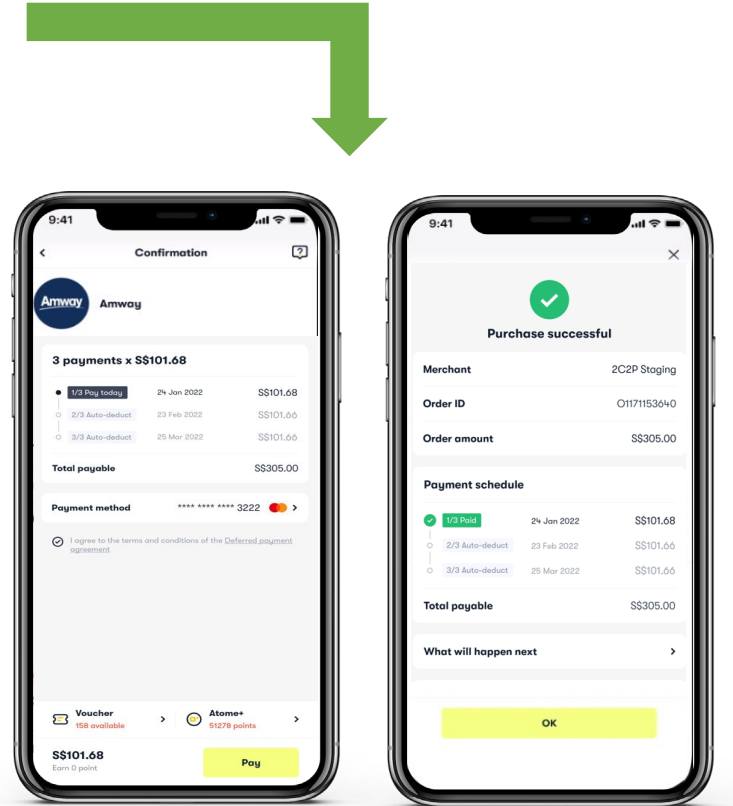 9:41
Confirmation
Amway Amway
3 payments x S$101.68
1/3 Pay today 24 Jan 2022 S$101.68
2/3 Auto-deduct 23 Feb 2022 S$101.66
3/3 Auto-deduct 25 Mar 2022 S$101.66
Total payable S$305.00
Payment method **** **** **** 3222
I agree to the terms and conditions of the Deferred payment
agreement
Voucher
158 available
Atome+
51278 points
S$101.68
Earn 0 point
Pay
9:41
Purchase successful
Merchant 2C2P Staging
Order ID O1171153640
Order amount S$305.00
Payment schedule
1/3 Paid 24 Jan 2022 S$101.68
2/3 Auto-deduct 23 Feb 2022 S$101.66
3/3 Auto-deduct 25 Mar 2022 S$101.66
Total payable S$305.00
What will happen next
OK